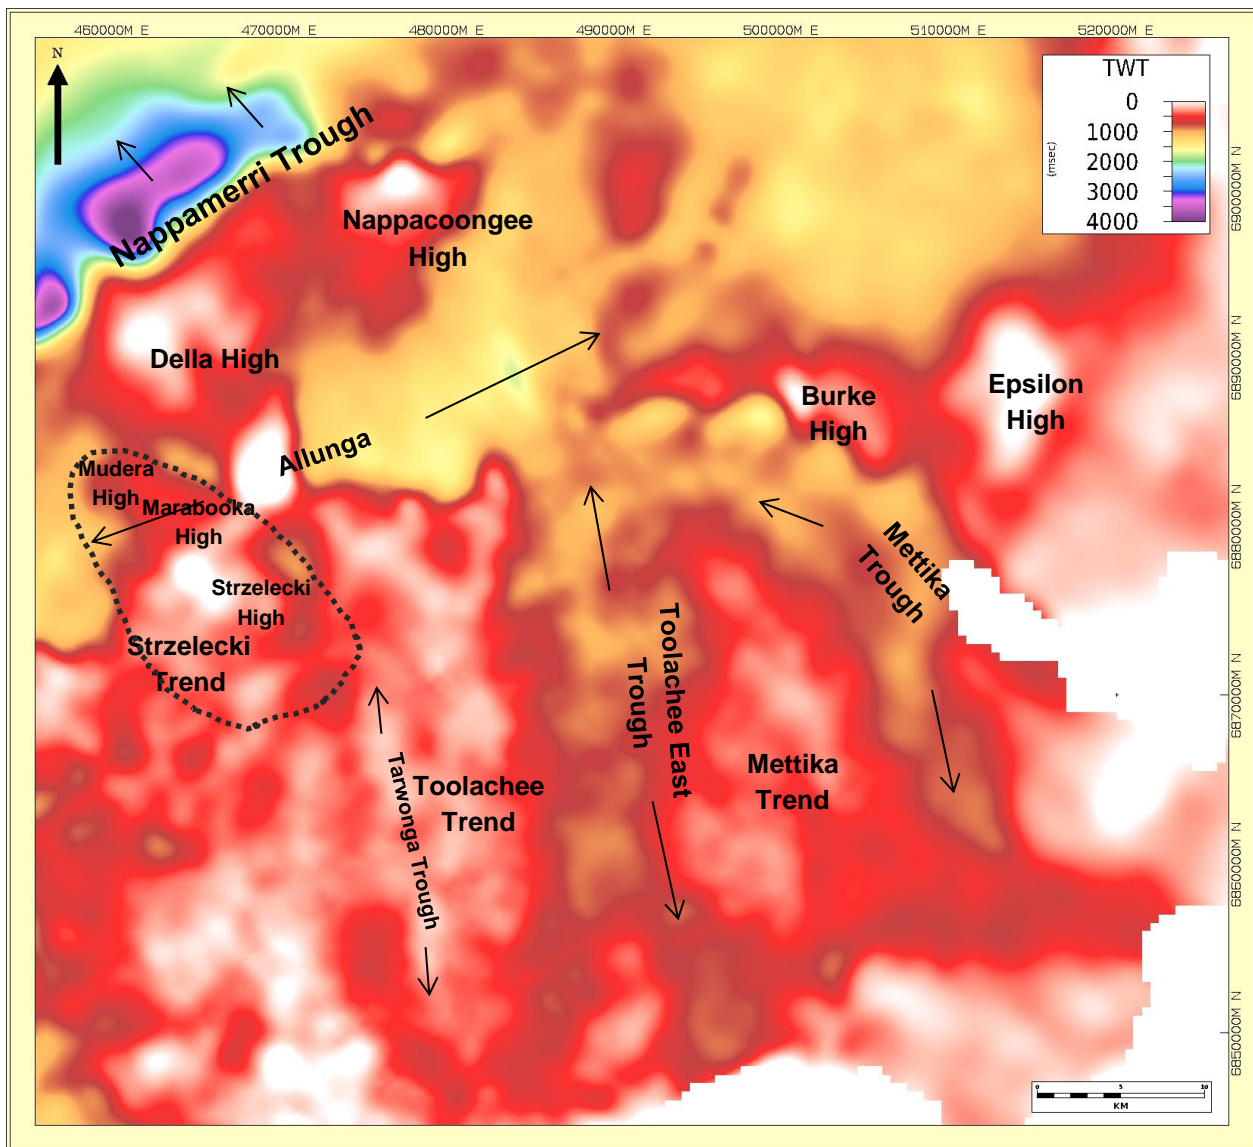 460000M E
470000M E
480000M E
490000M E
500000M E
510000M E
520000M E
N
TWT
0
1000
2000
3000
4000
(msec)
6900000M N
6890000M N
6880000M N
6870000M N
6860000M N
6850000M N
Nappamerri Trough
Nappacoongee
High
Della High
Burke
High
Epsilon
High
Allunga
Mudera
High
Marabooka
High
Strzelecki
High
Strzelecki
Trend
Mettika
Trough
Toolachee East
Trough
Tarwonga Trough
Toolachee
Trend
Mettika
Trend
0
5
10
KM